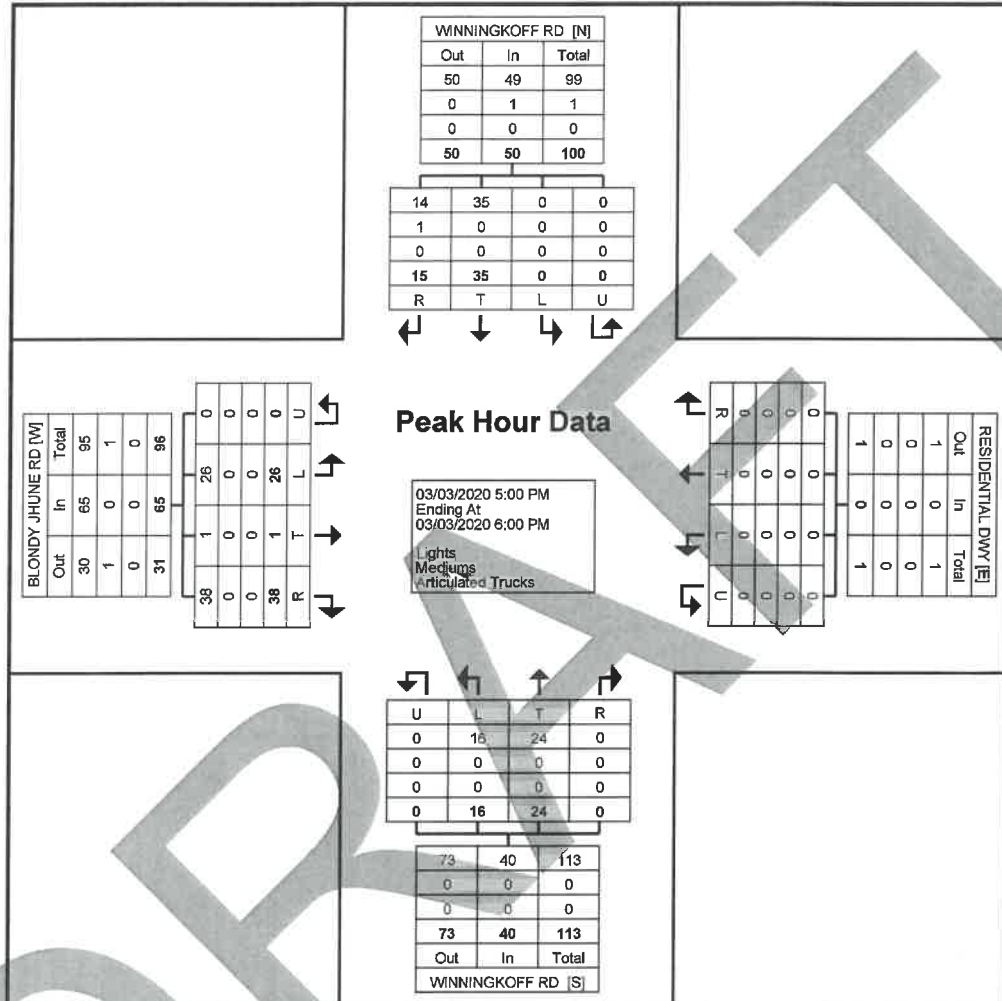 WINNINGKOFF RD [N]
Out In Total
50 49 99
0 1 1
0 0 0
50 50 100
14 35 0 0
1 0 0 0
0 0 0 0
15 35 0 0
R T L U
BLONDY JHUNE RD [W]
Total 95 1 0 96
In 65 0 0 65
Out 30 1 0 31
0 0 0 0 U
26 0 0 26 L
1 0 0 1 T
38 0 0 38 R
Peak Hour Data
03/03/2020 5:00 PM
Ending At
03/03/2020 6:00 PM
Lights
Mediums
Articulated Trucks
R 0 0 0 0
T 0 0 0 0
L 0 0 0 0
U 0 0 0 0
1 0 0 1 Out
0 0 0 0 In
1 0 0 1 Total
RESIDENTIAL DWY [E]
U L T R
0 16 24 0
0 0 0 0
0 0 0 0
0 16 24 0
73 40 113
0 0 0
0 0 0
73 40 113
Out In Total
WINNINGKOFF RD [S]
DRAFT